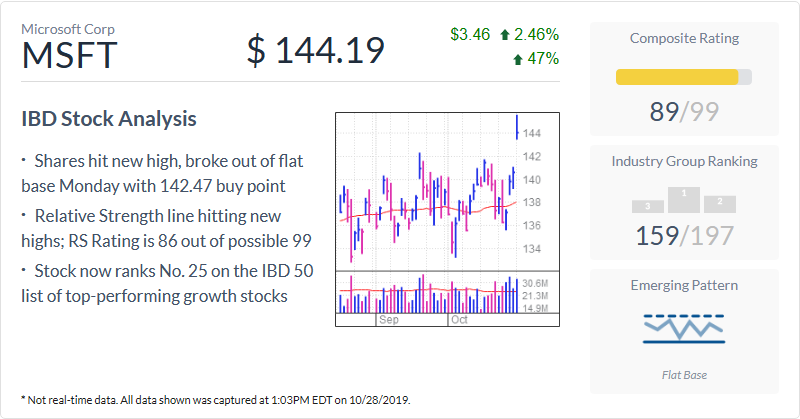 Microsoft Corp
MSFT
$ 144.19
$3.46 2.46%
47%
IBD Stock Analysis
· Shares hit new high, broke out of flat
base Monday with 142.47 buy point
· Relative Strength line hitting new
highs; RS Rating is 86 out of possible 99
· Stock now ranks No. 25 on the IBD 50
list of top-performing growth stocks
144
142
140
138
136
134
30.6M
21.3M
14.9M
Sep Oct
Composite Rating
89/99
Industry Group Ranking
3 1 2
159/197
Emerging Pattern
Flat Base
* Not real-time data. All data shown was captured at 1:03PM EDT on 10/28/2019.